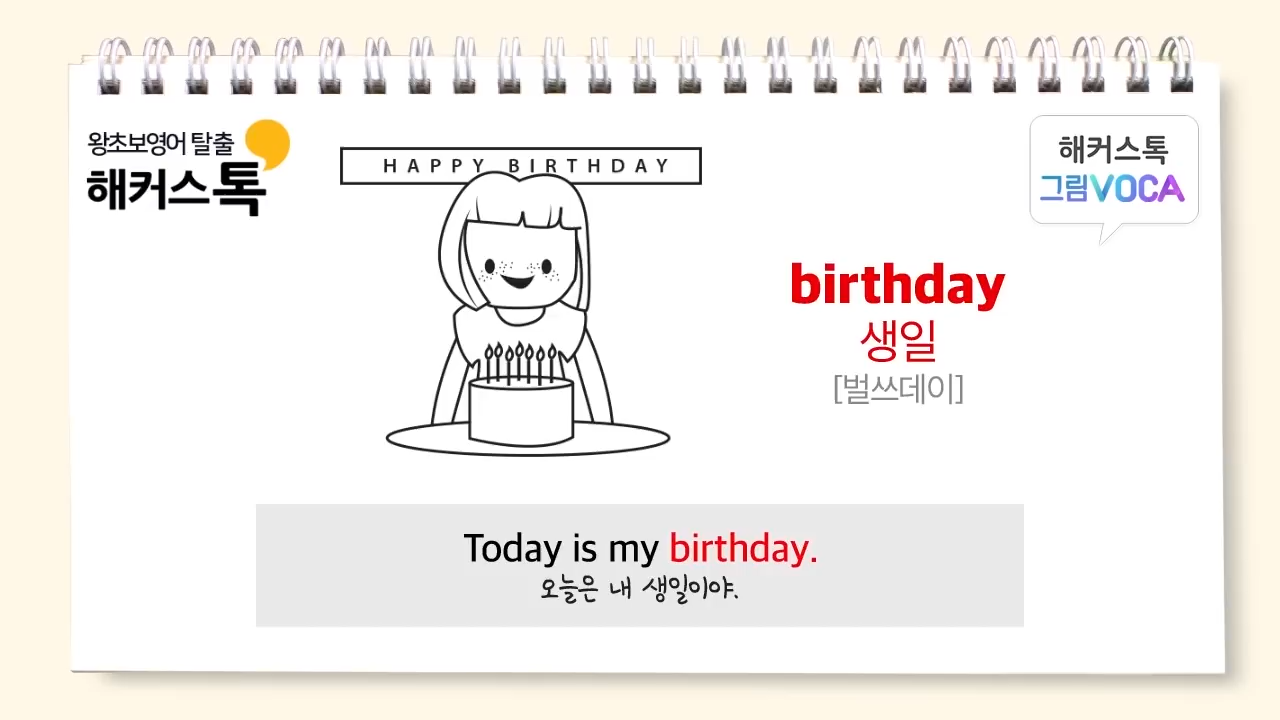 왕초보영어 탈출
해커스톡
HAPPY BIRTHDAY
해커스톡
그림VOCA
birthday
생일
[벌쓰데이]
Today is my birthday.
오늘은 내 생일이야.